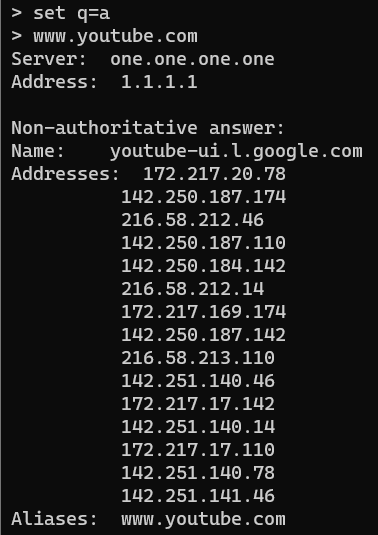 > set q=a
> www.youtube.com
Server:  one.one.one.one
Address:  1.1.1.1

Non-authoritative answer:
Name:    youtube-ui.l.google.com
Addresses:  172.217.20.78
          142.250.187.174
          216.58.212.46
          142.250.187.110
          142.250.184.142
          216.58.212.14
          172.217.169.174
          142.250.187.142
          216.58.213.110
          142.251.140.46
          172.217.17.142
          142.251.140.14
          172.217.17.110
          142.251.140.78
          142.251.141.46
Aliases:  www.youtube.com